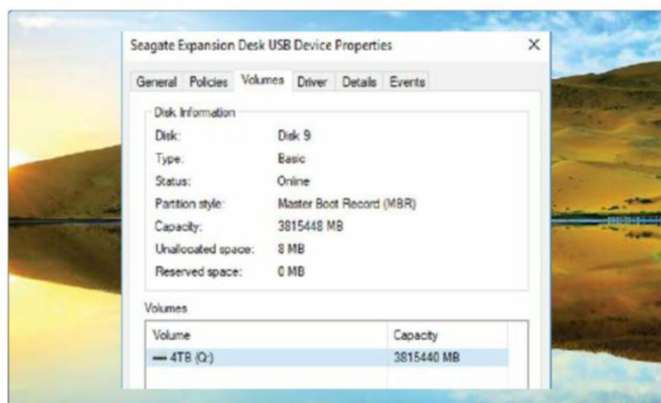 Seagate Expansion Desk USB Device Properties
General Policies Volumes Driver Details Events
Disk Information
Disk: Disk 9
Type: Basic
Status: Online
Partition style: Master Boot Record (MBR)
Capacity: 3815448 MB
Unallocated space: 8 MB
Reserved space: 0 MB
Volumes
Volume Capacity
4TB (Q:) 3815440 MB